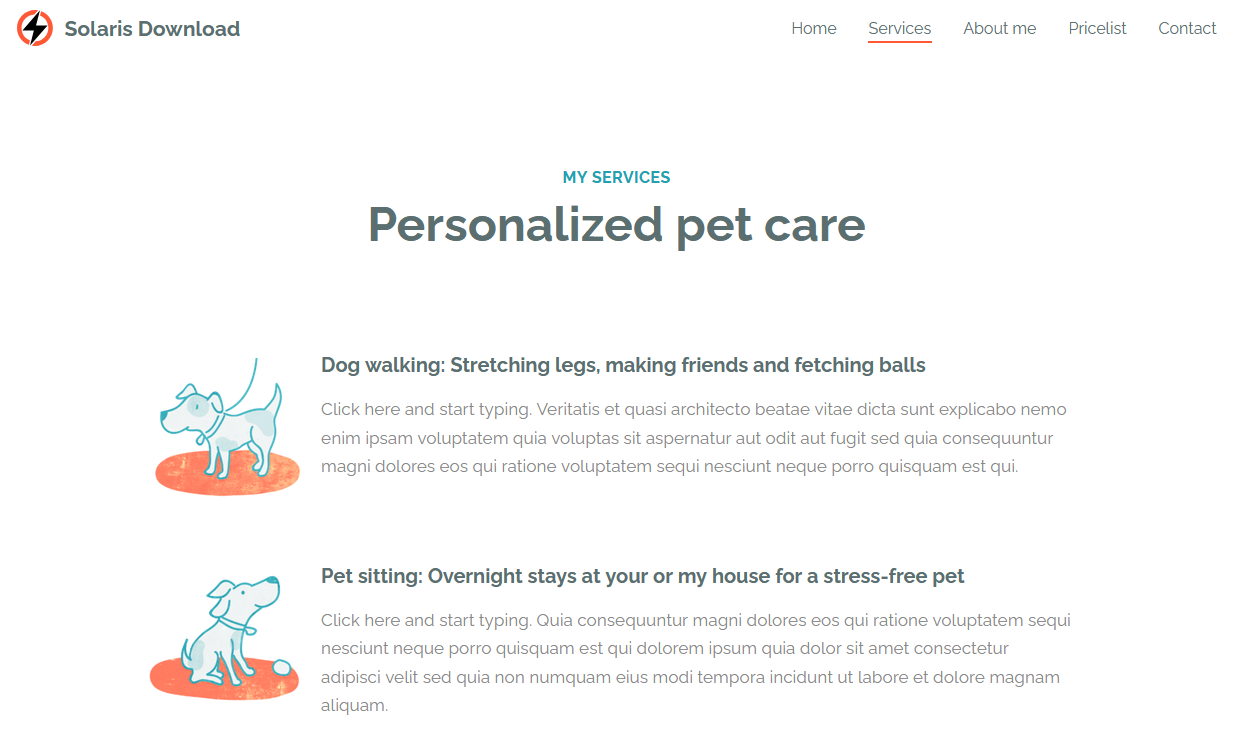 Solaris Download
Home Services About me Pricelist Contact
MY SERVICES
Personalized pet care
Dog walking: Stretching legs, making friends and fetching balls
Click here and start typing. Veritatis et quasi architecto beatae vitae dicta sunt explicabo nemo
enim ipsam voluptatem quia voluptas sit aspernatur aut odit aut fugit sed quia consequuntur
magni dolores eos qui ratione voluptatem sequi nesciunt neque porro quisquam est qui.
Pet sitting: Overnight stays at your or my house for a stress-free pet
Click here and start typing. Quia consequuntur magni dolores eos qui ratione voluptatem sequi
nesciunt neque porro quisquam est qui dolorem ipsum quia dolor sit amet consectetur
adipisci velit sed quia non numquam eius modi tempora incidunt ut labore et dolore magnam
aliquam.